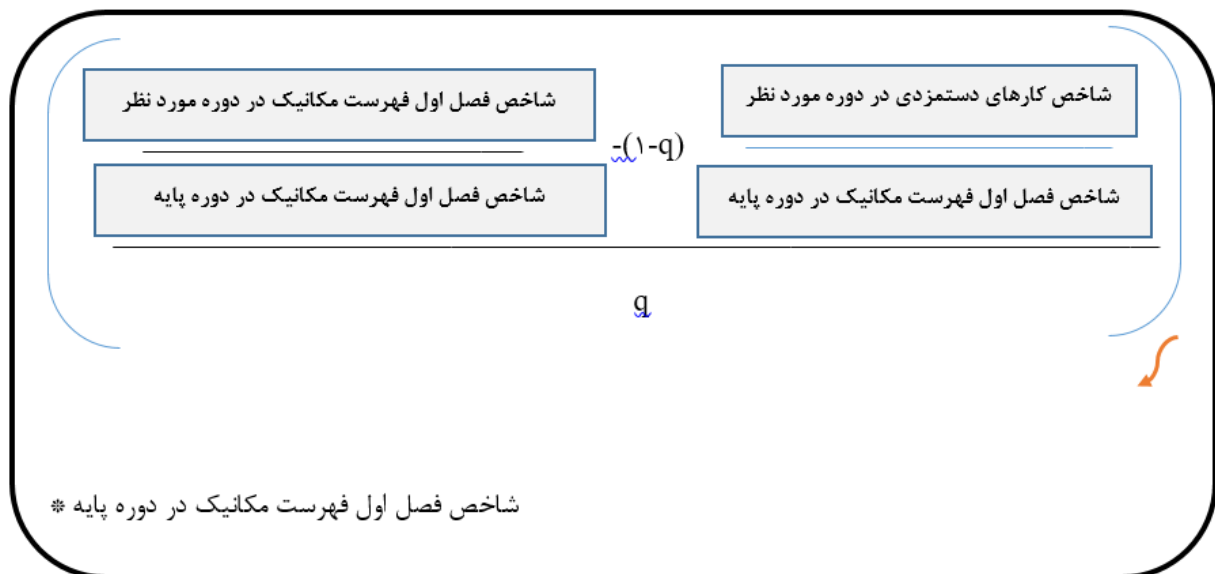 شاخص فصل اول فهرست مکانیک در دوره مورد نظر
شاخص فصل اول فهرست مکانیک در دوره پایه
-(۱-q)
شاخص کارهای دستمزدی در دوره مورد نظر
شاخص فصل اول فهرست مکانیک در دوره پایه
q
شاخص فصل اول فهرست مکانیک در دوره پایه *